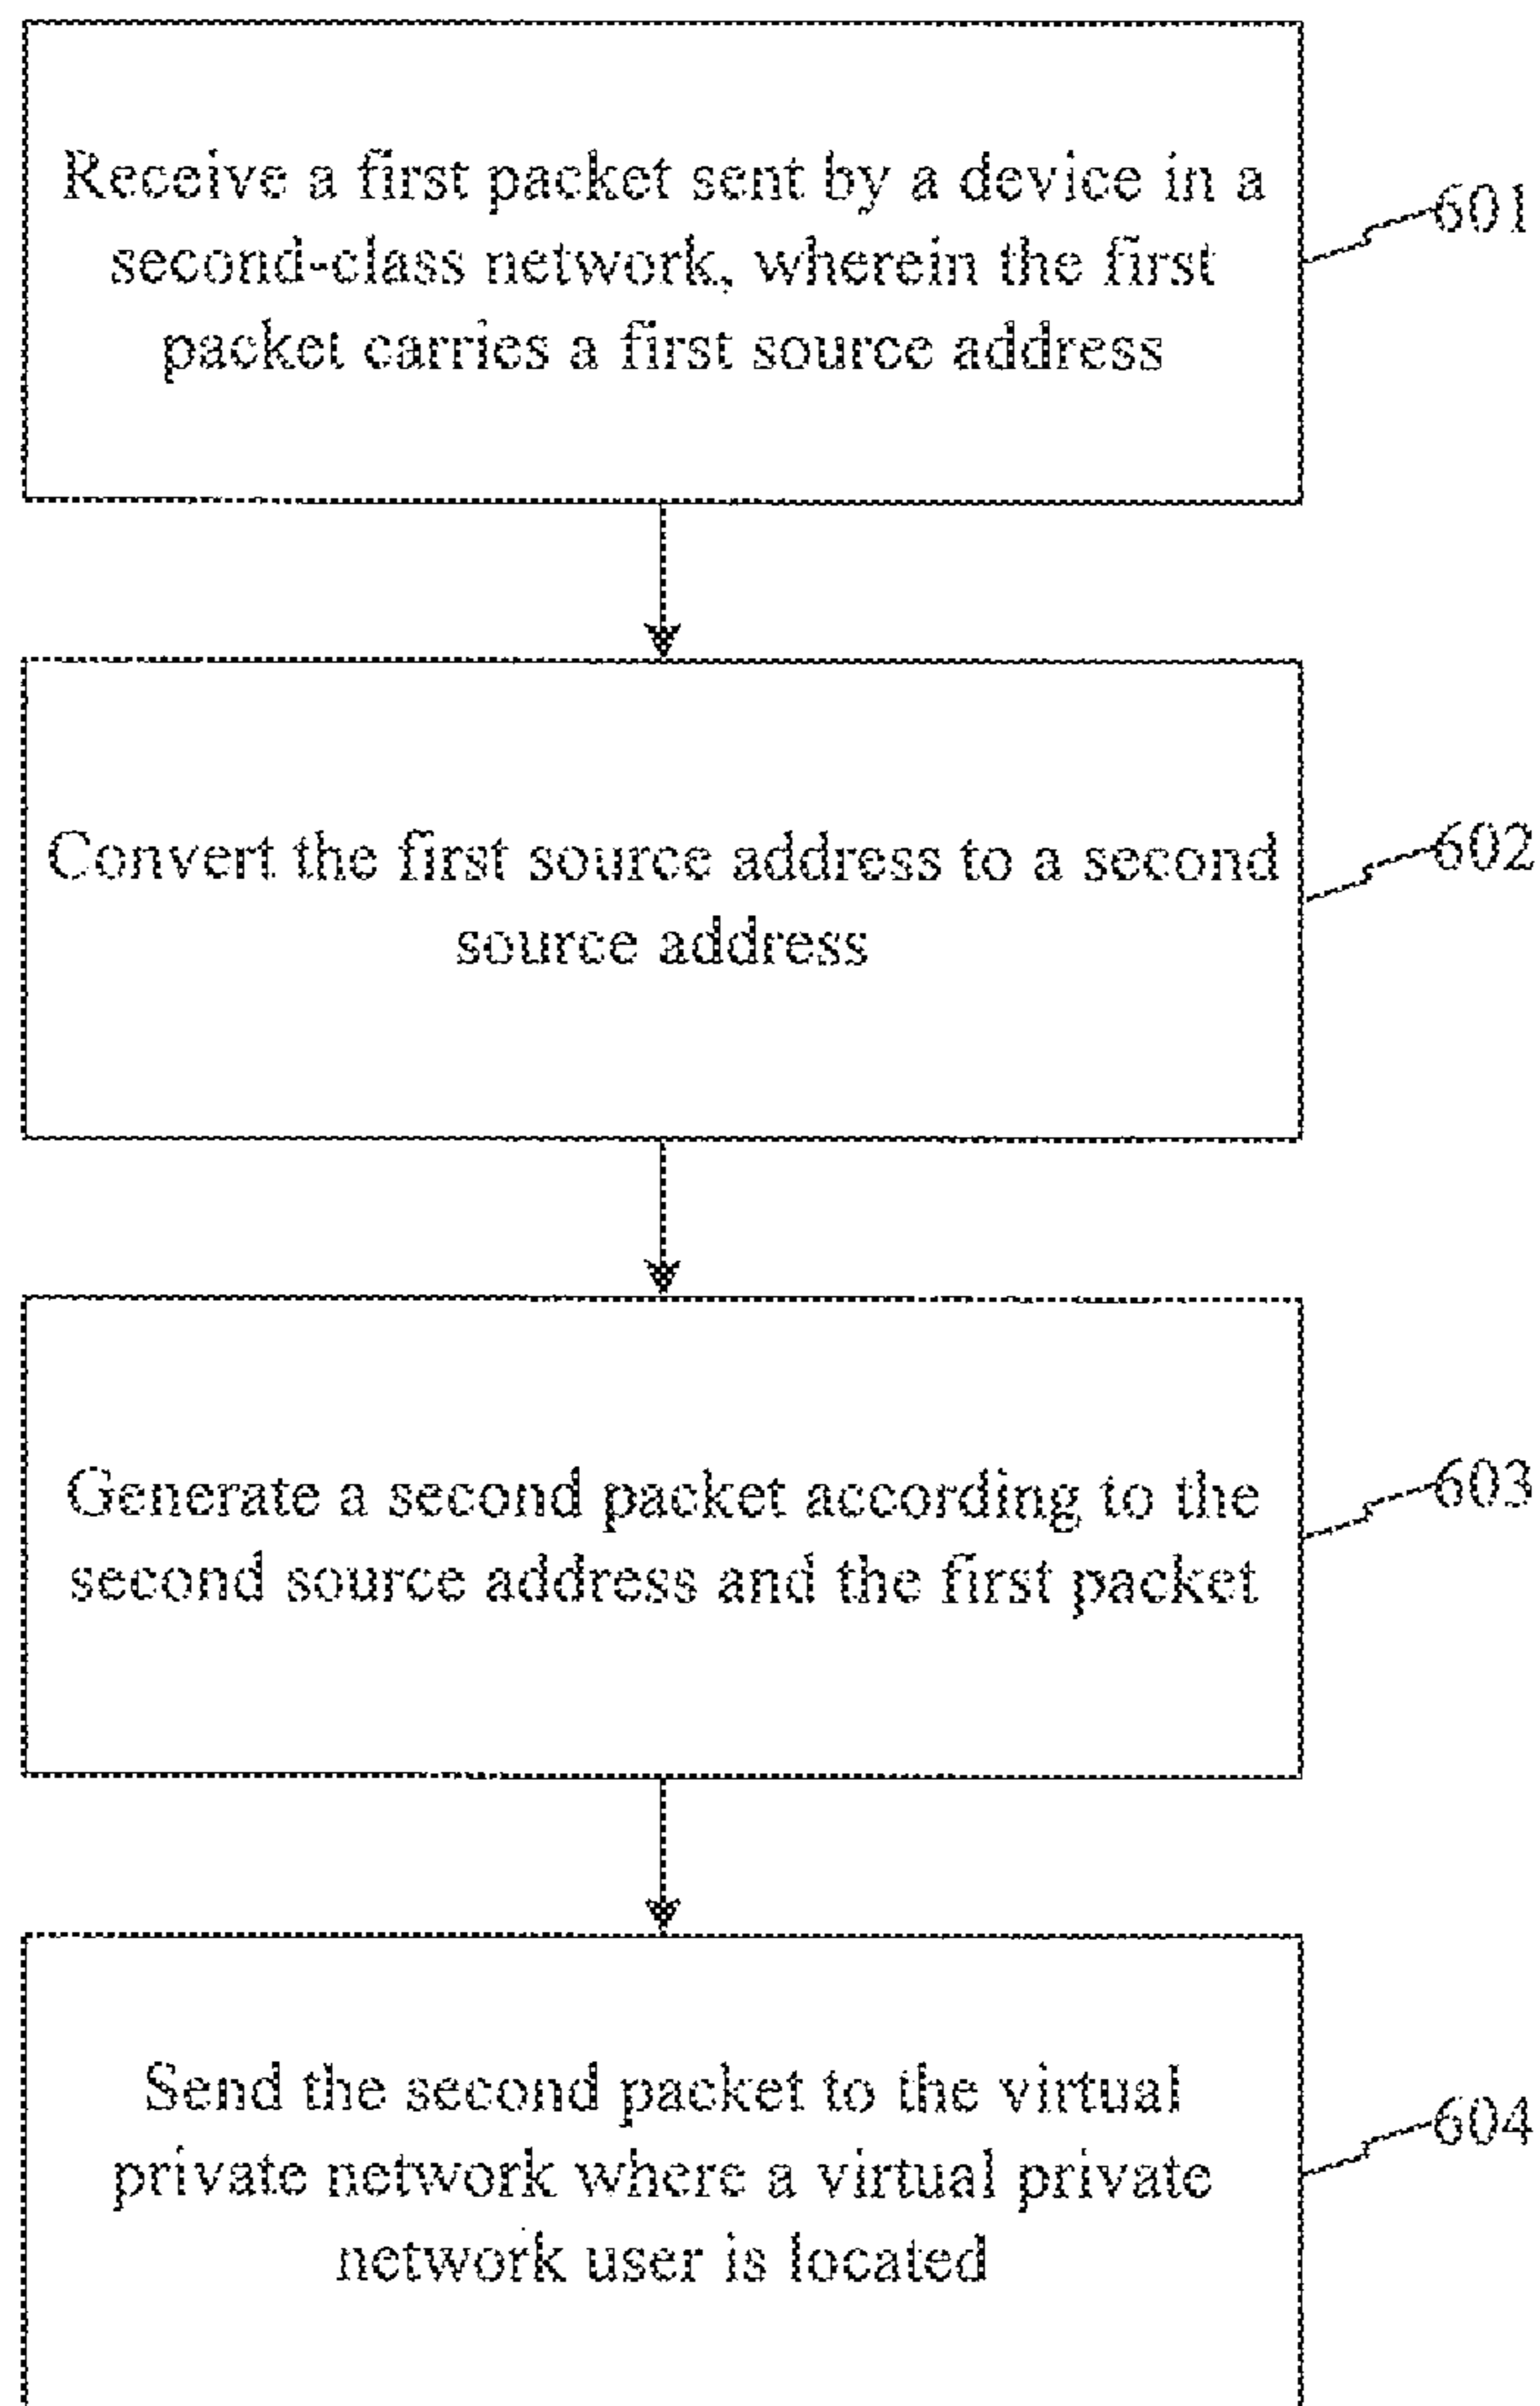 Receive a first packet sent by a device in a
second-class network, wherein the first
packet carries a first source address
601
Convert the first source address to a second
source address
602
Generate a second packet according to the
second source address and the first packet
603
Send the second packet to the virtual
private network where a virtual private
network user is located
604